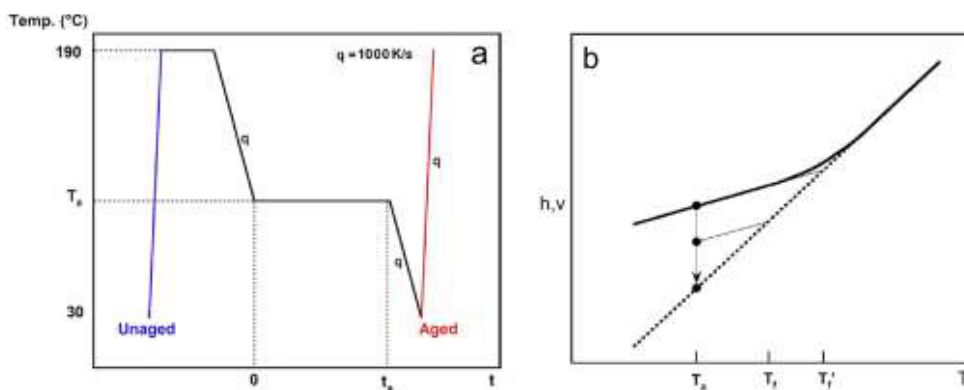 Temp. (°C)
190
q =1000 K/s
a
q
q
Tₐ
q
30
Unaged
Aged
0
tₐ
t
b
h,v
Tₐ
T_f
T_f'
T